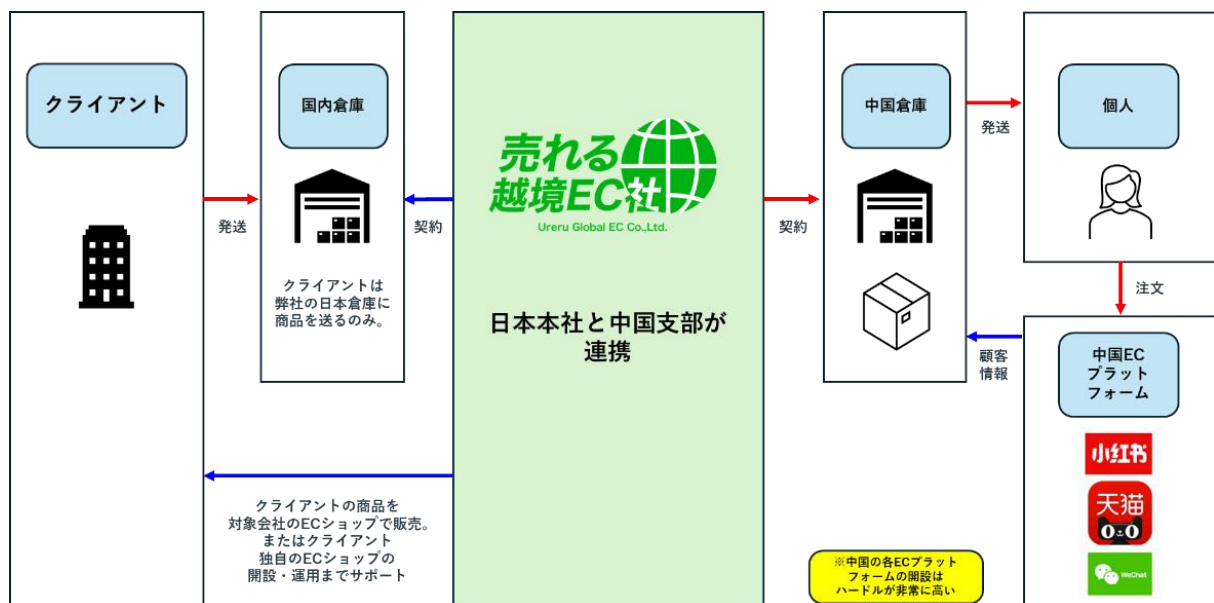 クライアント
発送
国内倉庫
クライアントは
弊社の日本倉庫に
商品を送るのみ。
契約
クライアントの商品を
対象会社のECショップで販売。
またはクライアント
独自のECショップの
開設・運用までサポート
売れる
越境EC社
Ureru Global EC Co.,Ltd.
日本本社と中国支部が
連携
契約
中国倉庫
発送
個人
注文
顧客
情報
中国EC
プラット
フォーム
小红书
天猫
WeChat
※中国の各ECプラット
フォームの開設は
ハードルが非常に高い